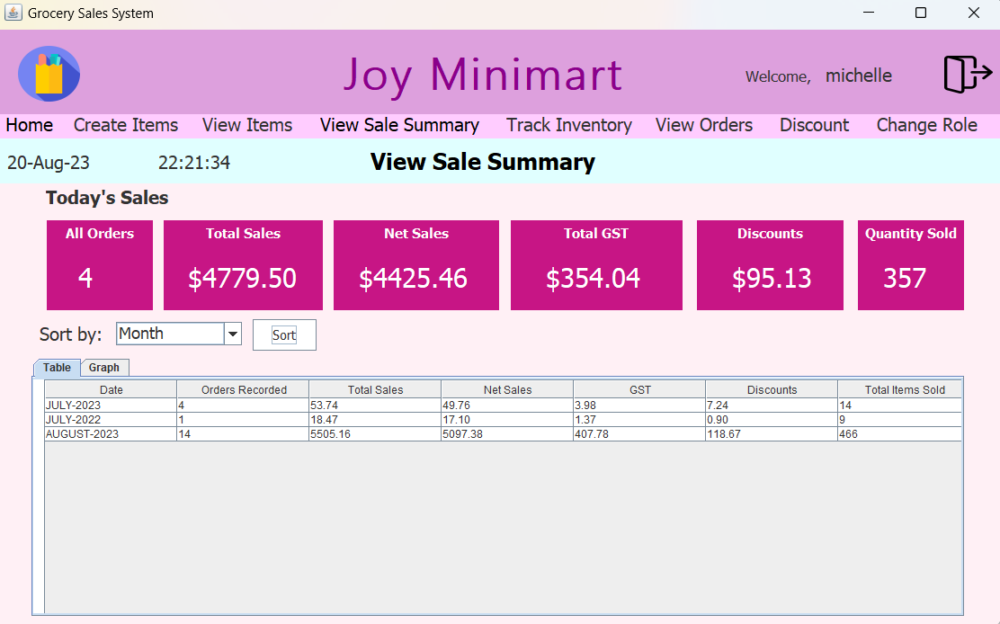 Grocery Sales System
Joy Minimart
Welcome, michelle
Home Create Items View Items View Sale Summary Track Inventory View Orders Discount Change Role
20-Aug-23 22:21:34 View Sale Summary
Today's Sales
All Orders Total Sales Net Sales Total GST Discounts Quantity Sold
4 $4779.50 $4425.46 $354.04 $95.13 357
Sort by: Month Sort
Table Graph
Date Orders Recorded Total Sales Net Sales GST Discounts Total Items Sold
JULY-2023 4 53.74 49.76 3.98 7.24 14
JULY-2022 1 18.47 17.10 1.37 0.90 9
AUGUST-2023 14 5505.16 5097.38 407.78 118.67 466